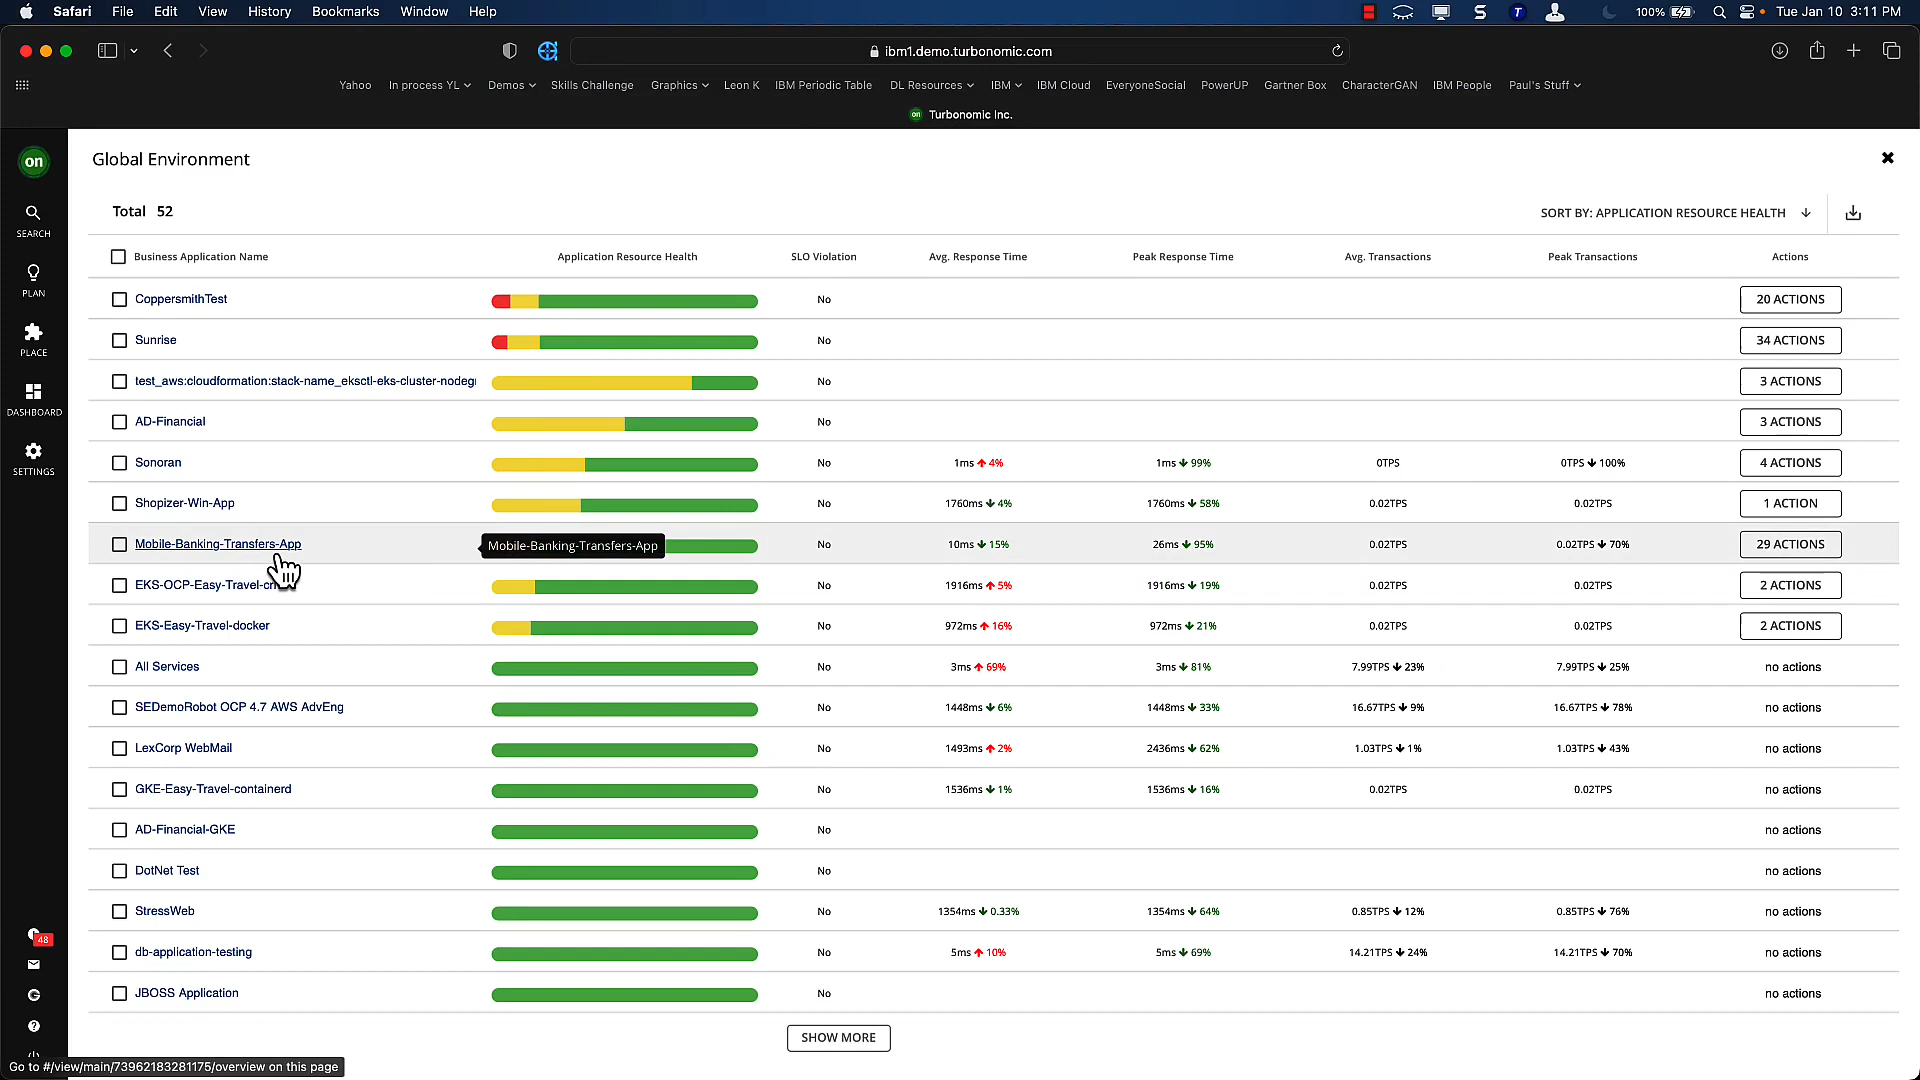 Safari File Edit View History Bookmarks Window Help 100% Tue Jan 10 3:11 PM
ibm1.demo.turbonomic.com
Yahoo In process YL Demos Skills Challenge Graphics Leon K IBM Periodic Table DL Resources IBM IBM Cloud EveryoneSocial PowerUP Gartner Box CharacterGAN IBM People Paul's Stuff
on Turbonomic Inc.
on
SEARCH
PLAN
PLACE
DASHBOARD
SETTINGS
48
Global Environment
Total 52
SORT BY: APPLICATION RESOURCE HEALTH
Business Application Name Application Resource Health SLO Violation Avg. Response Time Peak Response Time Avg. Transactions Peak Transactions Actions
CoppersmithTest No 20 ACTIONS
Sunrise No 34 ACTIONS
test_aws:cloudformation:stack-name_eksctl-eks-cluster-nodegr No 3 ACTIONS
AD-Financial No 3 ACTIONS
Sonoran No 1ms ↑ 4% 1ms ↓ 99% 0TPS 0TPS ↓ 100% 4 ACTIONS
Shopizer-Win-App No 1760ms ↓ 4% 1760ms ↓ 58% 0.02TPS 0.02TPS 1 ACTION
Mobile-Banking-Transfers-App Mobile-Banking-Transfers-App No 10ms ↓ 15% 26ms ↓ 95% 0.02TPS 0.02TPS ↓ 70% 29 ACTIONS
EKS-OCP-Easy-Travel- No 1916ms ↑ 5% 1916ms ↓ 19% 0.02TPS 0.02TPS 2 ACTIONS
EKS-Easy-Travel-docker No 972ms ↑ 16% 972ms ↓ 21% 0.02TPS 0.02TPS 2 ACTIONS
All Services No 3ms ↑ 69% 3ms ↓ 81% 7.99TPS ↓ 23% 7.99TPS ↓ 25% no actions
SEDemoRobot OCP 4.7 AWS AdvEng No 1448ms ↓ 6% 1448ms ↓ 33% 16.67TPS ↓ 9% 16.67TPS ↓ 78% no actions
LexCorp WebMail No 1493ms ↑ 2% 2436ms ↓ 62% 1.03TPS ↓ 1% 1.03TPS ↓ 43% no actions
GKE-Easy-Travel-containerd No 1536ms ↓ 1% 1536ms ↓ 16% 0.02TPS 0.02TPS no actions
AD-Financial-GKE No no actions
DotNet Test No no actions
StressWeb No 1354ms ↓ 0.33% 1354ms ↓ 64% 0.85TPS ↓ 12% 0.85TPS ↓ 76% no actions
db-application-testing No 5ms ↑ 10% 5ms ↓ 69% 14.21TPS ↓ 24% 14.21TPS ↓ 70% no actions
JBOSS Application No no actions
SHOW MORE
Go to #/view/main/73962183281175/overview on this page